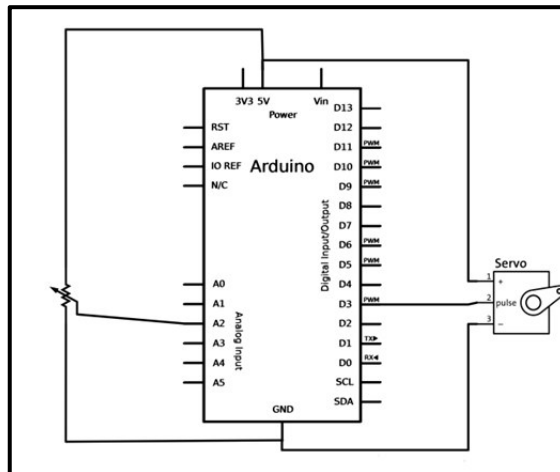 3V3 5V Vin
Power
Arduino
RST
AREF
IO REF
N/C
A0
A1
A2
A3
A4
A5
Analog Input
Digital Input/Output
D13
D12
D11 PWM
D10 PWM
D9 PWM
D8
D7
D6 PWM
D5 PWM
D4
D3 PWM
D2
D1 TX▶
D0 RX◀
SCL
SDA
GND
Servo
1 +
2 pulse
3 −